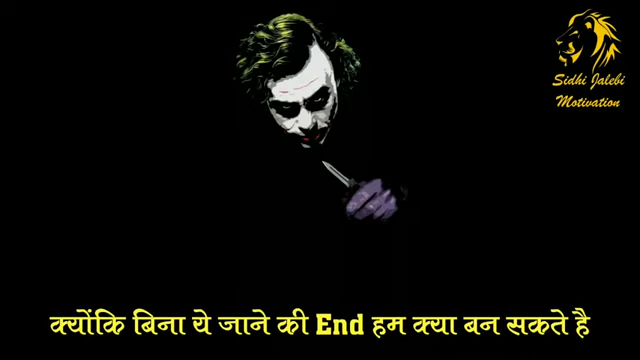 Sidhi Jalebi
Motivation
क्योंकि बिना ये जाने की End हम क्या बन सकते है